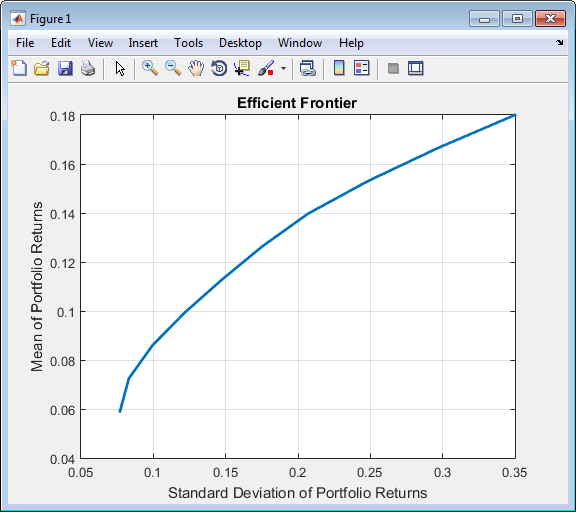 Figure 1
File Edit View Insert Tools Desktop Window Help
Efficient Frontier
0.18
0.16
0.14
0.12
0.1
0.08
0.06
0.04
Mean of Portfolio Returns
0.05 0.1 0.15 0.2 0.25 0.3 0.35
Standard Deviation of Portfolio Returns